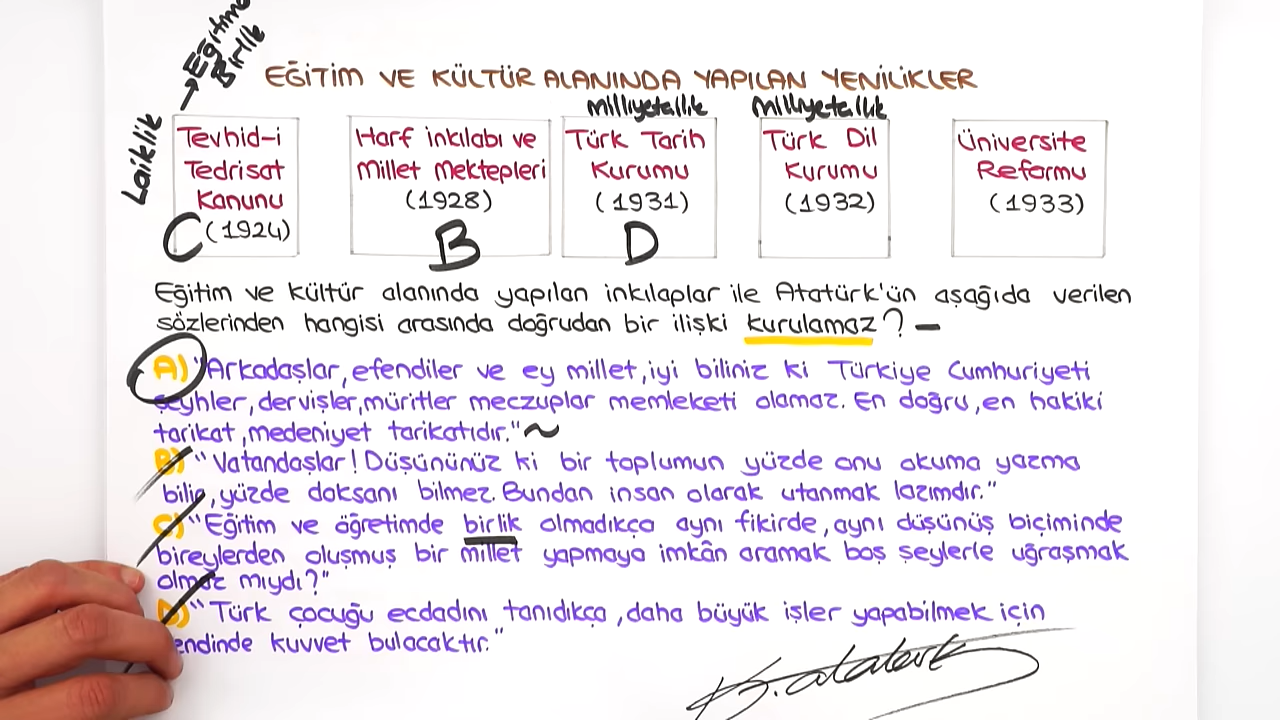 Eğitimde
Birlik
Laiklik
EĞİTİM VE KÜLTÜR ALANINDA YAPILAN YENİLİKLER
Tevhid-i
Tedrisat
Kanunu
(1924)
C
Harf inkılabı ve
Millet Mektepleri
(1928)
B
milliyetçilik
Türk Tarih
Kurumu
(1931)
D
milliyetçilik
Türk Dil
Kurumu
(1932)
Üniversite
Reformu
(1933)
Eğitim ve kültür alanında yapılan inkılaplar ile Atatürk'ün aşağıda verilen
sözlerinden hangisi arasında doğrudan bir ilişki kurulamaz? -
A) "Arkadaşlar, efendiler ve ey millet, iyi biliniz ki Türkiye Cumhuriyeti
şeyhler, dervişler, müritler meczuplar memleketi olamaz. En doğru, en hakiki
tarikat, medeniyet tarikatıdır." ~
B) "Vatandaşlar! Düşününüz ki bir toplumun yüzde onu okuma yazma
bilir, yüzde doksanı bilmez. Bundan insan olarak utanmak lazımdır."
C) "Eğitim ve öğretimde birlik olmadıkça aynı fikirde, aynı düşünüş biçiminde
bireylerden oluşmuş bir millet yapmaya imkân aramak boş şeylerle uğraşmak
olmaz mıydı?"
D) "Türk çocuğu ecdadını tanıdıkça, daha büyük işler yapabilmek için
kendinde kuvvet bulacaktır."
K. Atatürk